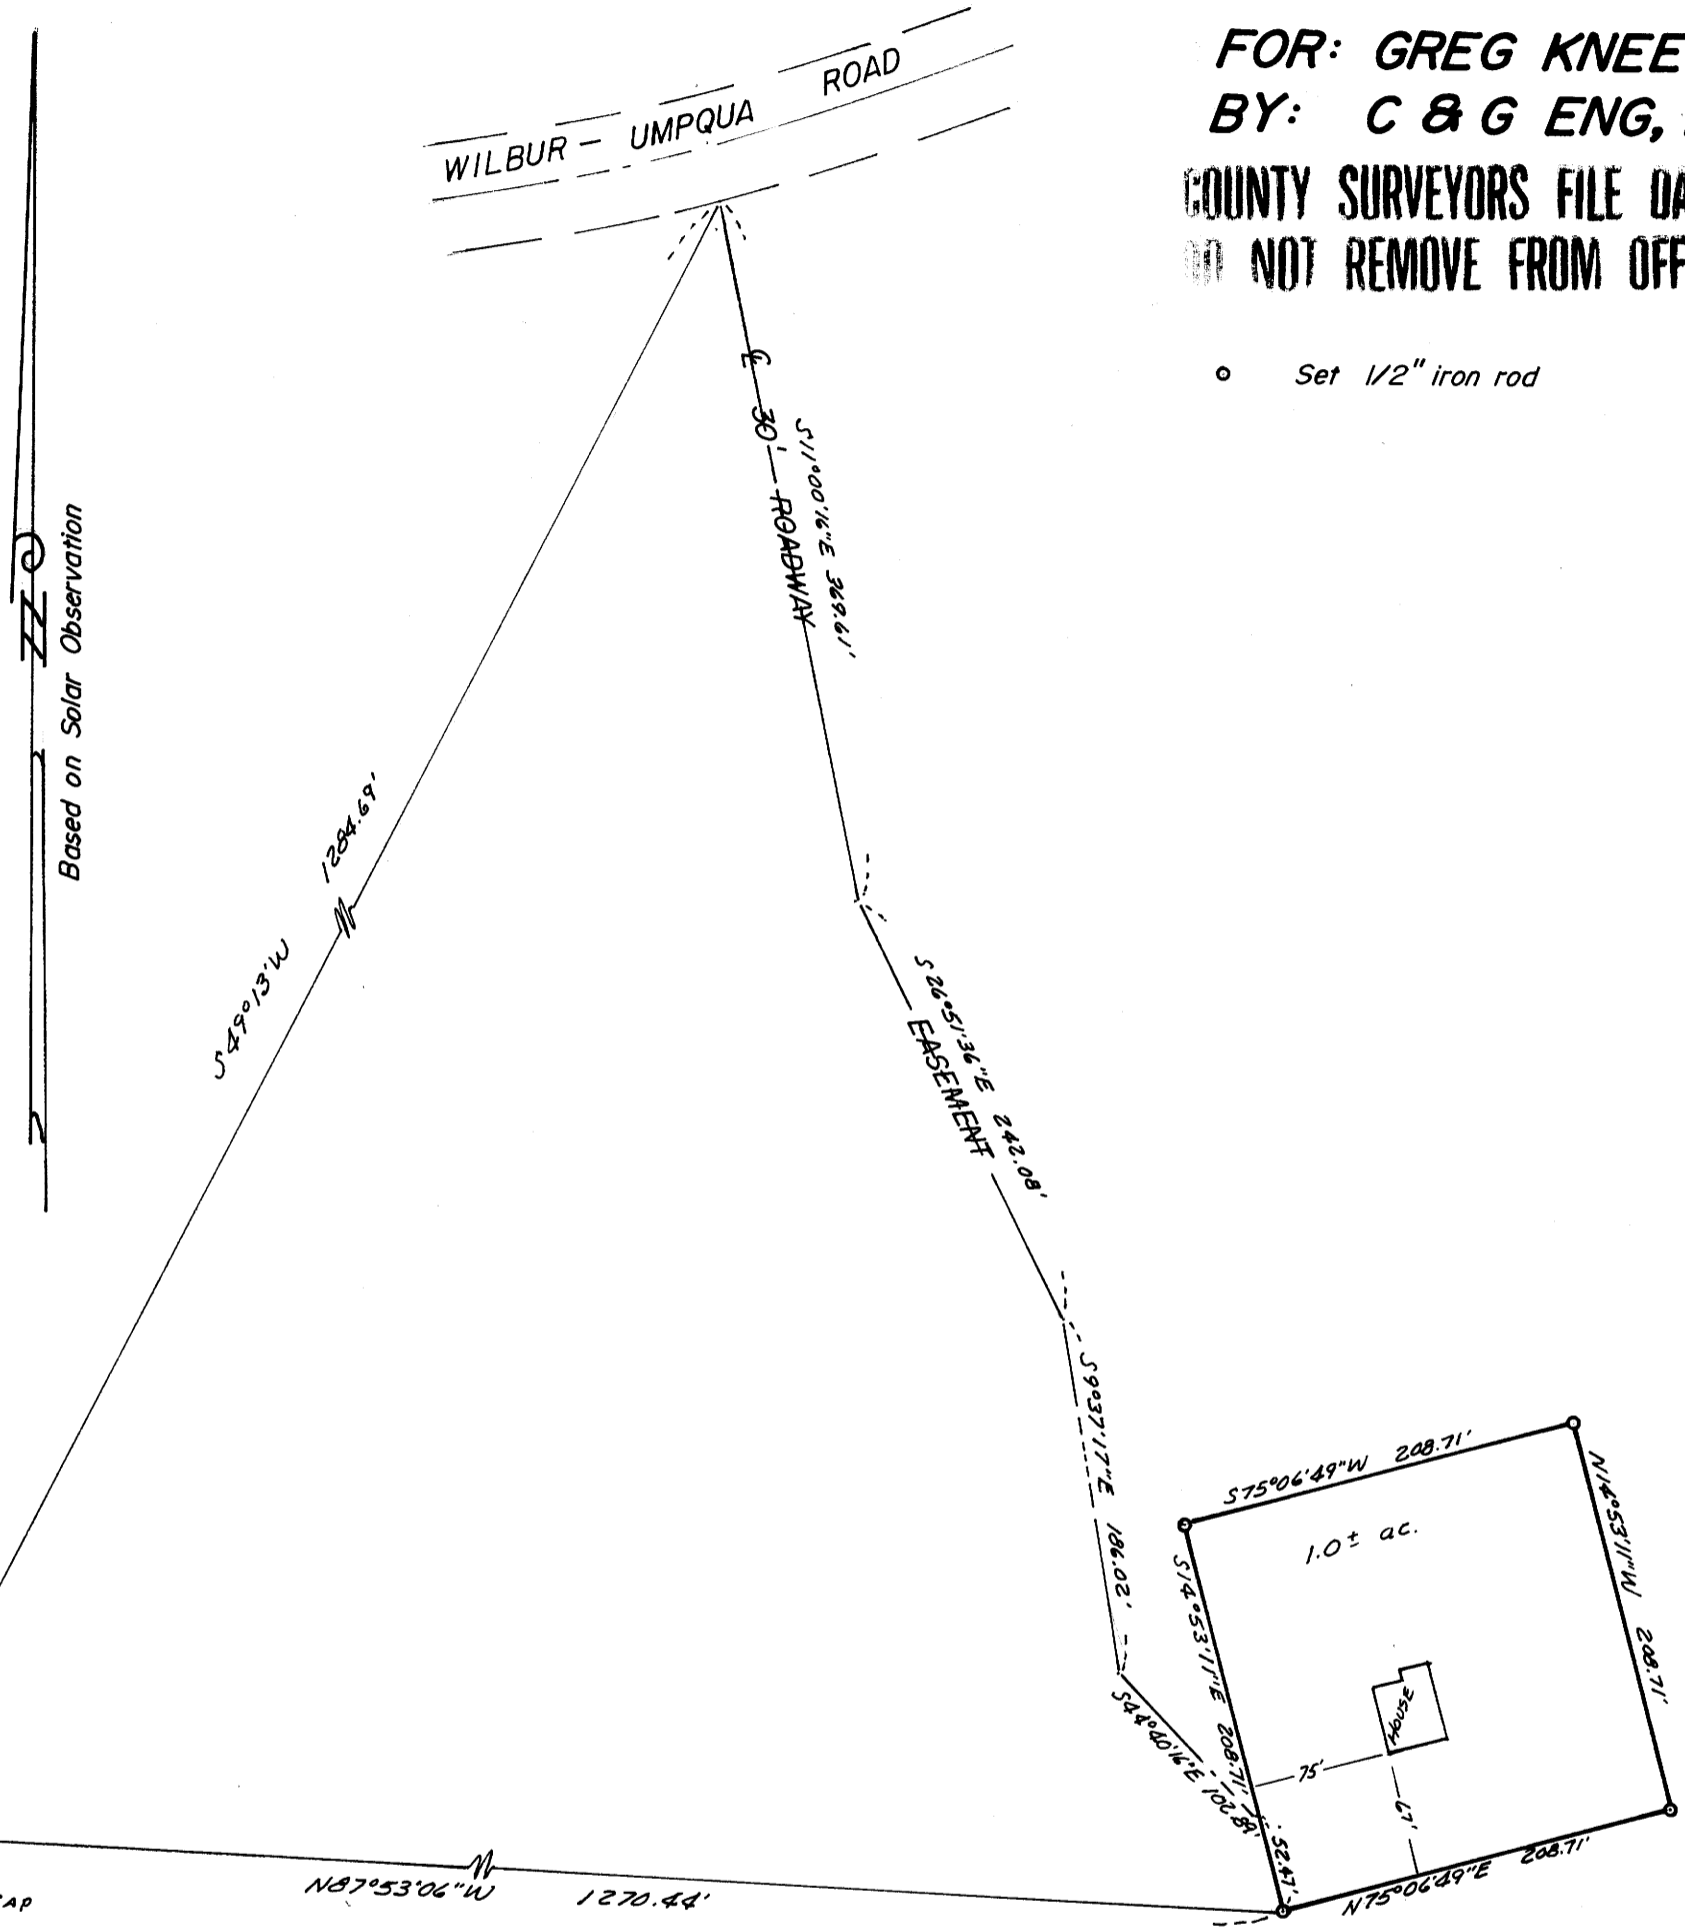 FOR: GREG KNEE
BY: C & G ENG,
COUNTY SURVEYORS FILE
DO NOT REMOVE FROM OFF
Set 1/2" iron rod
WILBUR - UMPQUA ROAD
Based on Solar Observation
℄ 30' ROADWAY
S11°00'16"E 369.61'
1284.69'
S49°13'W
S26°51'36"E 242.08'
EASEMENT
S9°37'17"E 186.02'
S44°40'16"E 101.28'
S75°06'49"W 208.71'
1.0± ac.
N14°53'11"W 208.71'
S14°53'11"E 208.71'
House
75'
67'
52.47'
N75°06'49"E 208.71'
N87°53'06"W 1270.44'